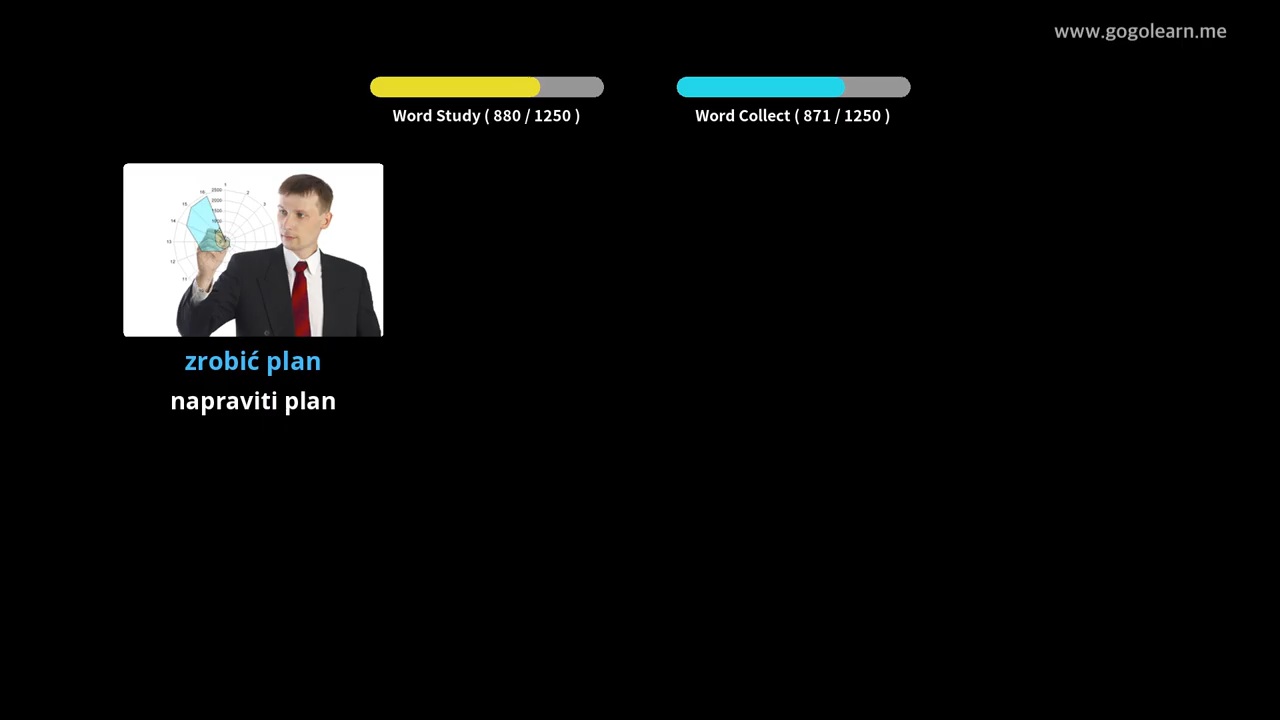 www.gogolearn.me
Word Study ( 880 / 1250 )
Word Collect ( 871 / 1250 )
zrobić plan
napraviti plan